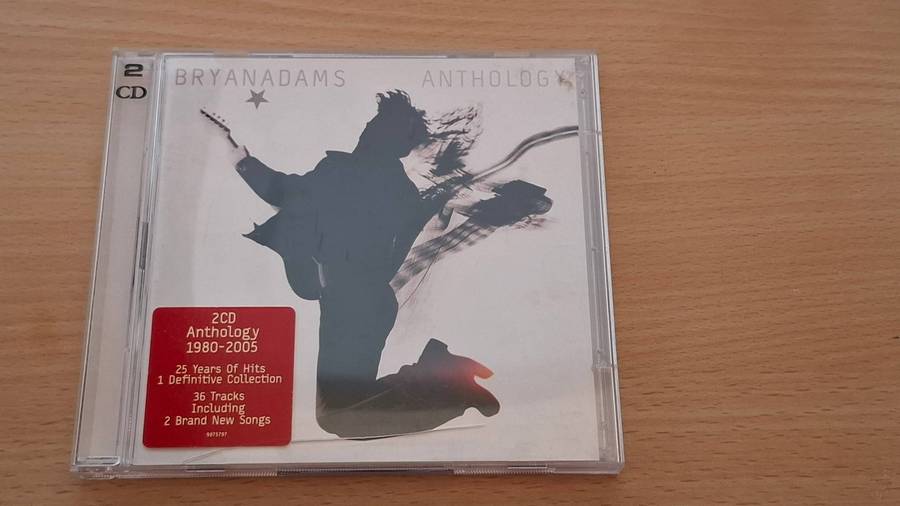 2
CD
BRYANADAMS ANTHOLOGY
2CD
Anthology
1980-2005
25 Years Of Hits
1 Definitive Collection
36 Tracks
Including
2 Brand New Songs
9875797